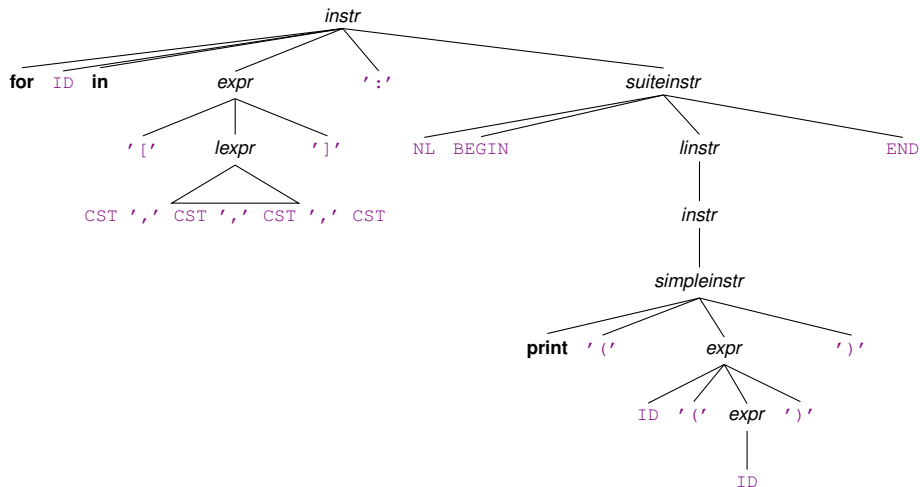 instr
for ID in expr ':' suiteinstr
'[' lexpr ']' NL BEGIN linstr END
CST ',' CST ',' CST ',' CST
instr
simpleinstr
print '(' expr ')'
ID '(' expr ')'
ID